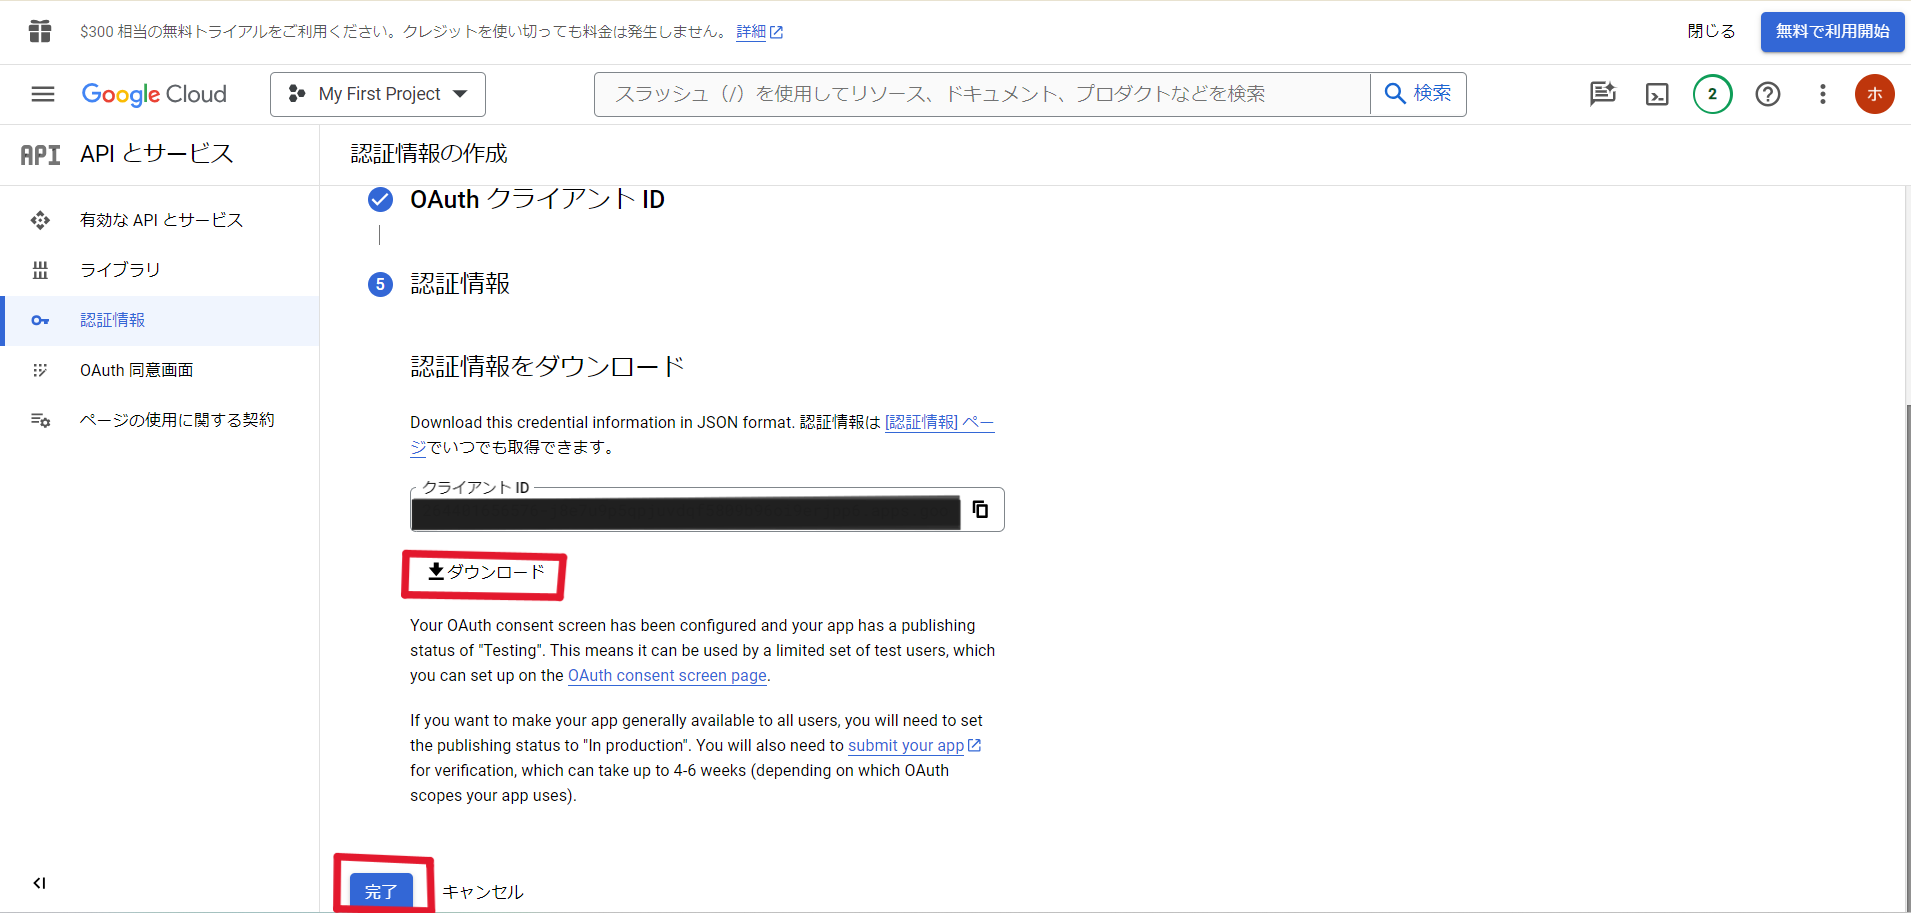 $300 相当の無料トライアルをご利用ください。クレジットを使い切っても料金は発生しません。 詳細
閉じる
無料で利用開始
Google Cloud
My First Project
スラッシュ（/）を使用してリソース、ドキュメント、プロダクトなどを検索
検索
2
ホ
API API とサービス
認証情報の作成
有効な API とサービス
ライブラリ
認証情報
OAuth 同意画面
ページの使用に関する契約
OAuth クライアント ID
5 認証情報
認証情報をダウンロード
Download this credential information in JSON format. 認証情報は [認証情報] ペー
ジでいつでも取得できます。
クライアント ID
ダウンロード
Your OAuth consent screen has been configured and your app has a publishing
status of "Testing". This means it can be used by a limited set of test users, which
you can set up on the OAuth consent screen page.
If you want to make your app generally available to all users, you will need to set
the publishing status to "In production". You will also need to submit your app
for verification, which can take up to 4-6 weeks (depending on which OAuth
scopes your app uses).
完了
キャンセル